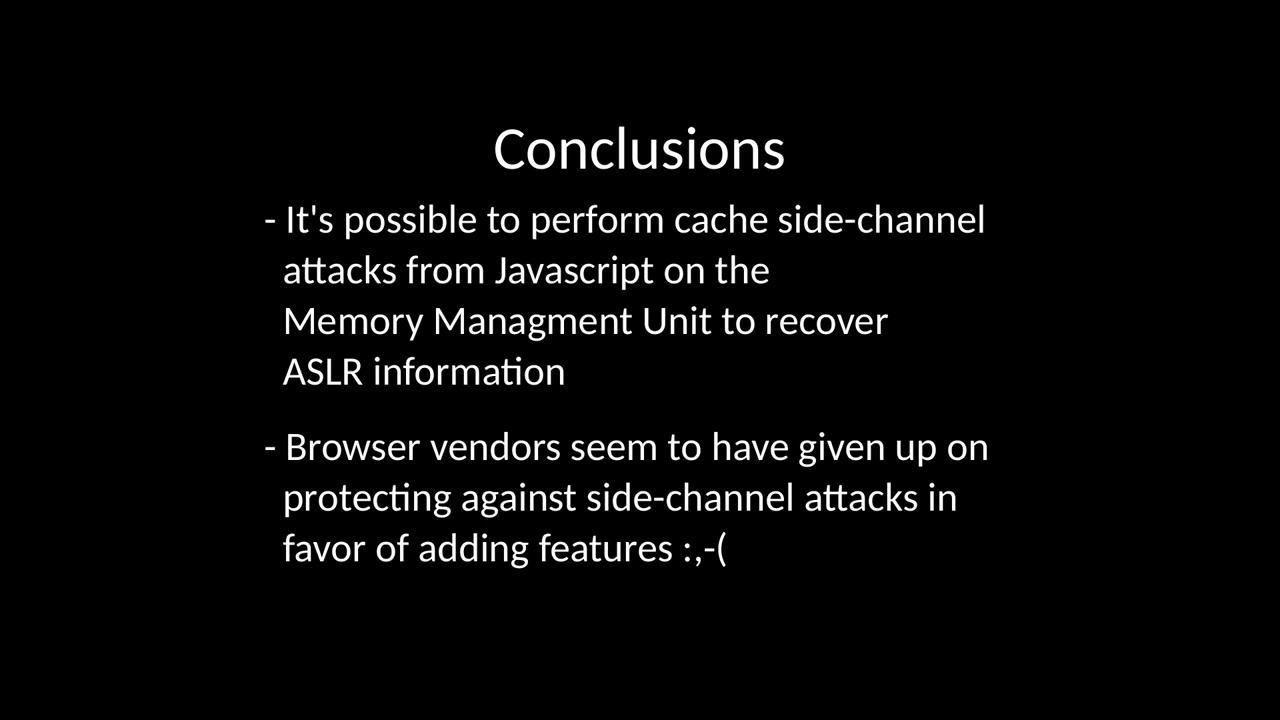 Conclusions
- It's possible to perform cache side-channel
attacks from Javascript on the
Memory Managment Unit to recover
ASLR information
- Browser vendors seem to have given up on
protecting against side-channel attacks in
favor of adding features :,-(